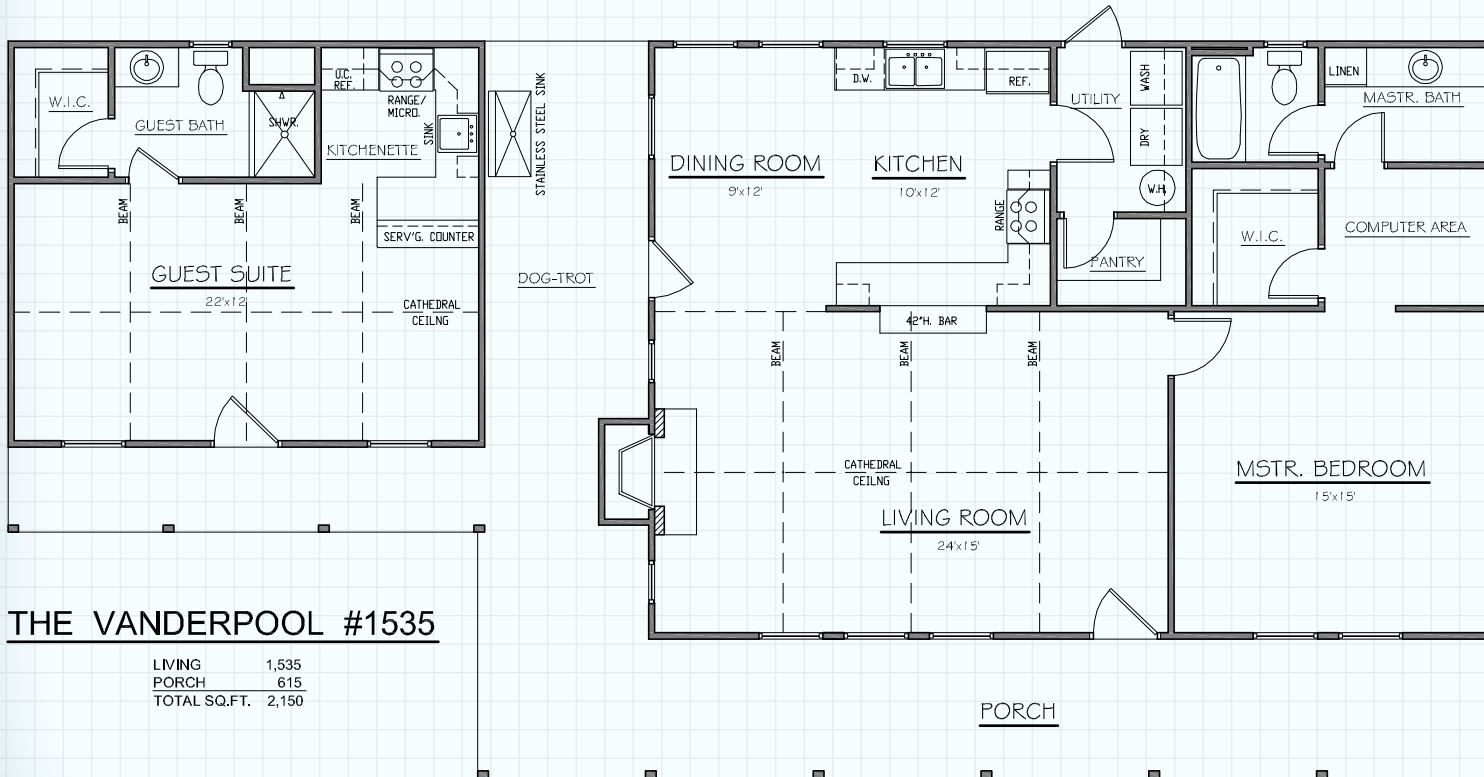 W.I.C.
GUEST BATH
SHWR.
U.C.
REF.
RANGE/
MICRO.
SINK
KITCHENETTE
STAINLESS STEEL SINK
BEAM
BEAM
BEAM
SERV'G. COUNTER
GUEST SUITE
22'x12
CATHEDRAL
CEILNG
DOG-TROT
D.W.
REF.
DINING ROOM
9'x12'
KITCHEN
10'x12'
RANGE
UTILITY
WASH
DRY
W.H.
PANTRY
LINEN
MASTR. BATH
W.I.C.
COMPUTER AREA
42"H. BAR
BEAM
BEAM
BEAM
CATHEDRAL
CEILNG
LIVING ROOM
24'x15'
MSTR. BEDROOM
15'x15'
THE VANDERPOOL #1535
LIVING 1,535
PORCH 615
TOTAL SQ.FT. 2,150
PORCH